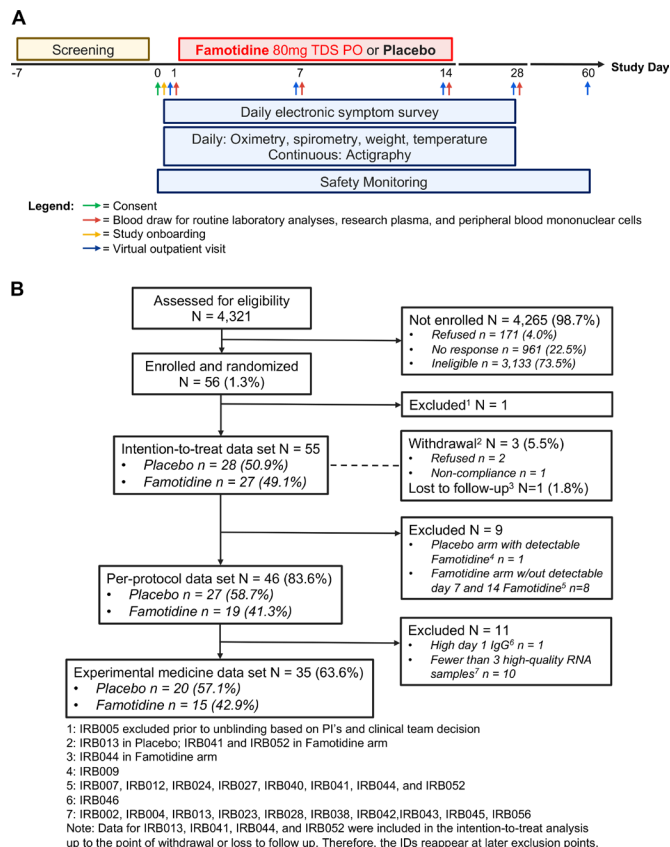 A
Screening
Famotidine 80mg TDS PO or Placebo
-7
0
1
7
14
28
60
Study Day
Daily electronic symptom survey
Daily: Oximetry, spirometry, weight, temperature
Continuous: Actigraphy
Safety Monitoring
Legend:
= Consent
= Blood draw for routine laboratory analyses, research plasma, and peripheral blood mononuclear cells
= Study onboarding
= Virtual outpatient visit
B
Assessed for eligibility
N = 4,321
Not enrolled N = 4,265 (98.7%)
• Refused n = 171 (4.0%)
• No response n = 961 (22.5%)
• Ineligible n = 3,133 (73.5%)
Enrolled and randomized
N = 56 (1.3%)
Excluded1 N = 1
Intention-to-treat data set N = 55
• Placebo n = 28 (50.9%)
• Famotidine n = 27 (49.1%)
Withdrawal2 N = 3 (5.5%)
• Refused n = 2
• Non-compliance n = 1
Lost to follow-up3 N=1 (1.8%)
Excluded N = 9
• Placebo arm with detectable
Famotidine4 n = 1
• Famotidine arm w/out detectable
day 7 and 14 Famotidine5 n=8
Per-protocol data set N = 46 (83.6%)
• Placebo n = 27 (58.7%)
• Famotidine n = 19 (41.3%)
Excluded N = 11
• High day 1 IgG6 n = 1
• Fewer than 3 high-quality RNA
samples7 n = 10
Experimental medicine data set N = 35 (63.6%)
• Placebo n = 20 (57.1%)
• Famotidine n = 15 (42.9%)
1: IRB005 excluded prior to unblinding based on PI's and clinical team decision
2: IRB013 in Placebo; IRB041 and IRB052 in Famotidine arm
3: IRB044 in Famotidine arm
4: IRB009
5: IRB007, IRB012, IRB024, IRB027, IRB040, IRB041, IRB044, and IRB052
6: IRB046
7: IRB002, IRB004, IRB013, IRB023, IRB028, IRB038, IRB042,IRB043, IRB045, IRB056
Note: Data for IRB013, IRB041, IRB044, and IRB052 were included in the intention-to-treat analysis
up to the point of withdrawal or loss to follow up. Therefore, the IDs reappear at later exclusion points.